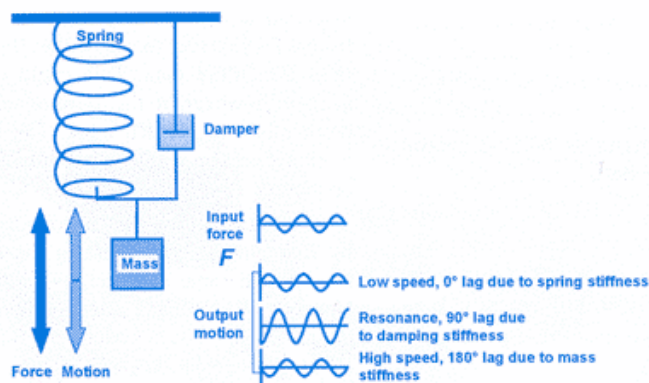 Spring
Damper
Mass
Force Motion
Input
force
F
Output
motion
Low speed, 0° lag due to spring stiffness
Resonance, 90° lag due
to damping stiffness
High speed, 180° lag due to mass
stiffness